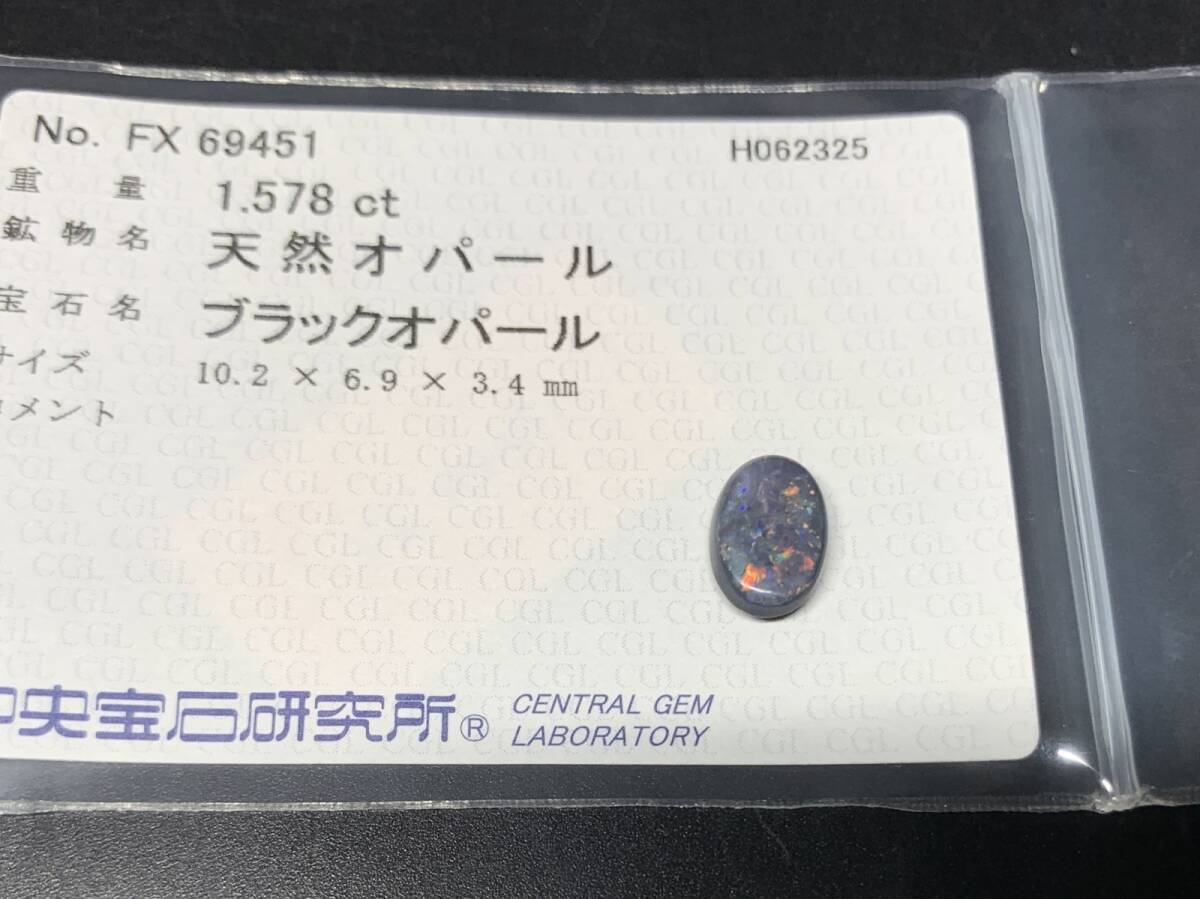 No. FX 69451
H062325
重量 1.578 ct
鉱物名 天然オパール
宝石名 ブラックオパール
サイズ 10.2 × 6.9 × 3.4 mm
コメント
中央宝石研究所® CENTRAL GEM
LABORATORY